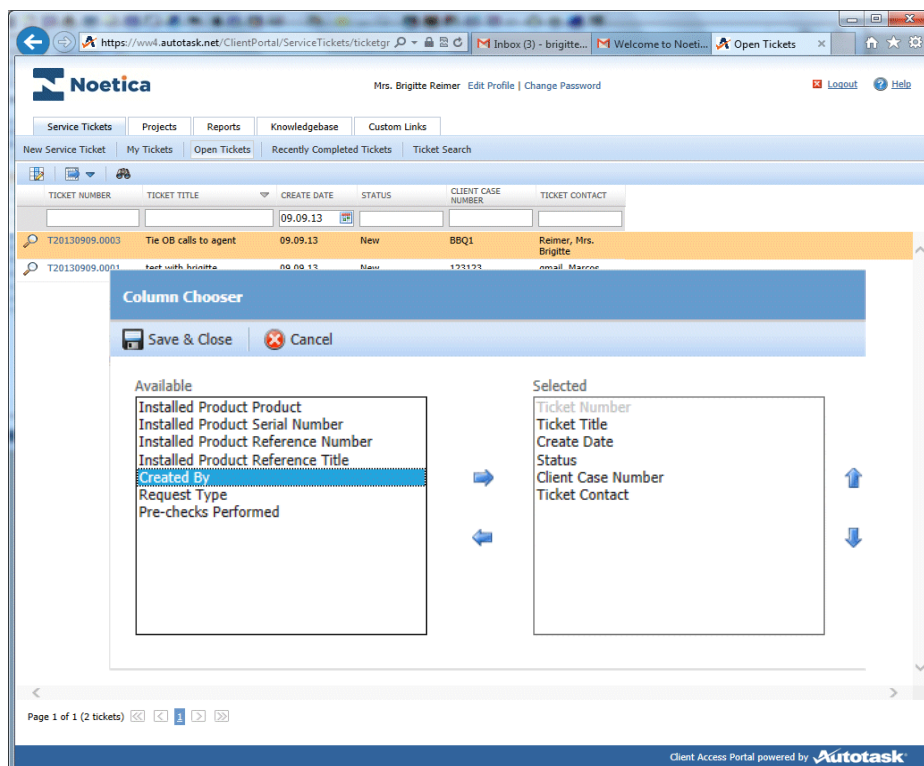 https://ww4.autotask.net/ClientPortal/ServiceTickets/ticketgr
Inbox (3) - brigitte...
Welcome to Noeti...
Open Tickets
Noetica
Mrs. Brigitte Reimer Edit Profile | Change Password
Logout
Help
Service Tickets Projects Reports Knowledgebase Custom Links
New Service Ticket My Tickets Open Tickets Recently Completed Tickets Ticket Search
TICKET NUMBER TICKET TITLE CREATE DATE STATUS CLIENT CASE NUMBER TICKET CONTACT
09.09.13
T20130909.0003 Tie OB calls to agent 09.09.13 New BBQ1 Reimer, Mrs. Brigitte
T20130909.0001 test with brigitte 09.09.13 New 123123 gmail, Marcos
Column Chooser
Save & Close Cancel
Available
Installed Product Product
Installed Product Serial Number
Installed Product Reference Number
Installed Product Reference Title
Created By
Request Type
Pre-checks Performed
Selected
Ticket Number
Ticket Title
Create Date
Status
Client Case Number
Ticket Contact
Page 1 of 1 (2 tickets) 1
Client Access Portal powered by Autotask